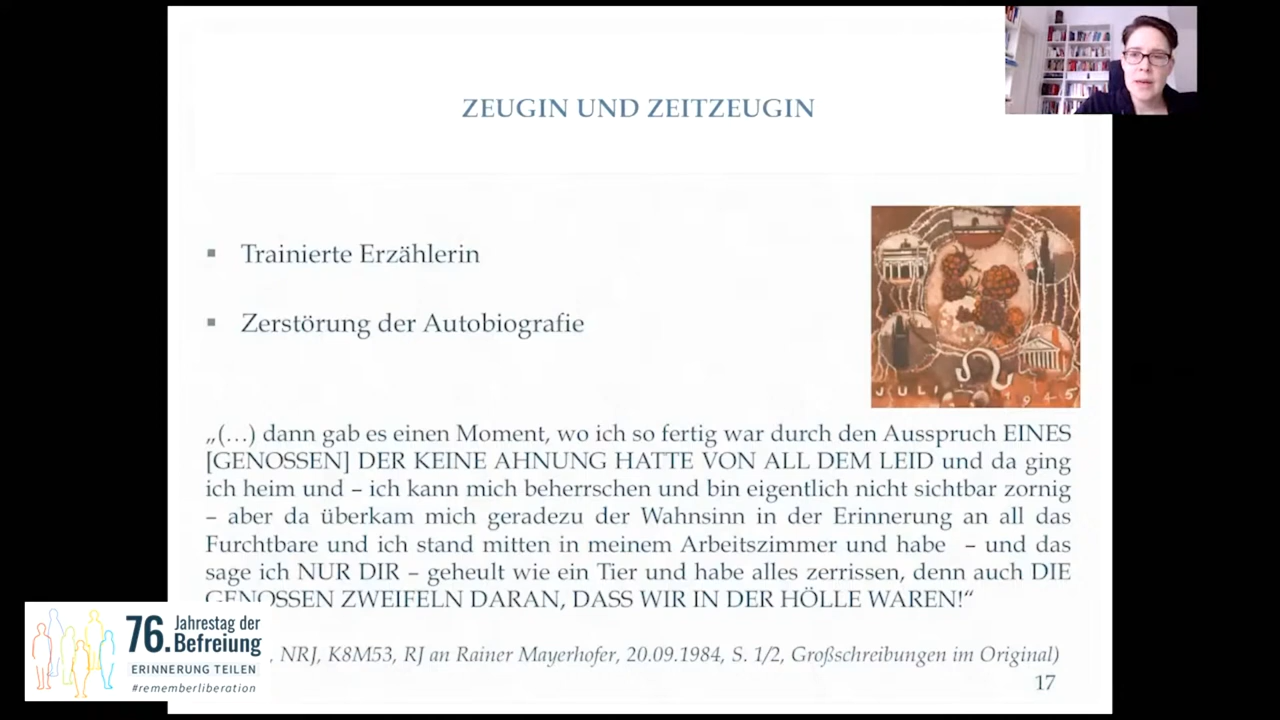 ZEUGIN UND ZEITZEUGIN
Trainierte Erzählerin
Zerstörung der Autobiografie
JULI 1945
„(…) dann gab es einen Moment, wo ich so fertig war durch den Ausspruch EINES
[GENOSSEN] DER KEINE AHNUNG HATTE VON ALL DEM LEID und da ging
ich heim und – ich kann mich beherrschen und bin eigentlich nicht sichtbar zornig
– aber da überkam mich geradezu der Wahnsinn in der Erinnerung an all das
Furchtbare und ich stand mitten in meinem Arbeitszimmer und habe – und das
sage ich NUR DIR – geheult wie ein Tier und habe alles zerrissen, denn auch DIE
GENOSSEN ZWEIFELN DARAN, DASS WIR IN DER HÖLLE WAREN!“
, NRJ, K8M53, RJ an Rainer Mayerhofer, 20.09.1984, S. 1/2, Großschreibungen im Original)
17
76. Jahrestag der
Befreiung
ERINNERUNG TEILEN
#rememberliberation